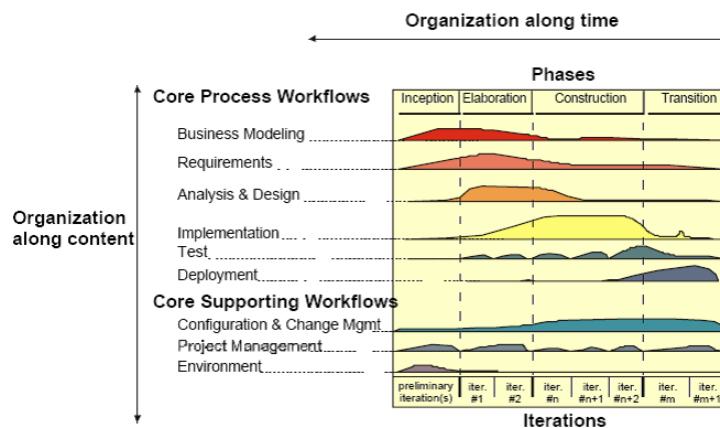 Organization along time
Phases
Core Process Workflows
Inception Elaboration Construction Transition
Business Modeling
Requirements
Analysis & Design
Organization
along content
Implementation
Test
Deployment
Core Supporting Workflows
Configuration & Change Mgmt
Project Management
Environment
preliminary
iteration(s)
iter.
#1
iter.
#2
iter.
#n
iter.
#n+1
iter.
#n+2
iter.
#m
iter.
#m+1
Iterations